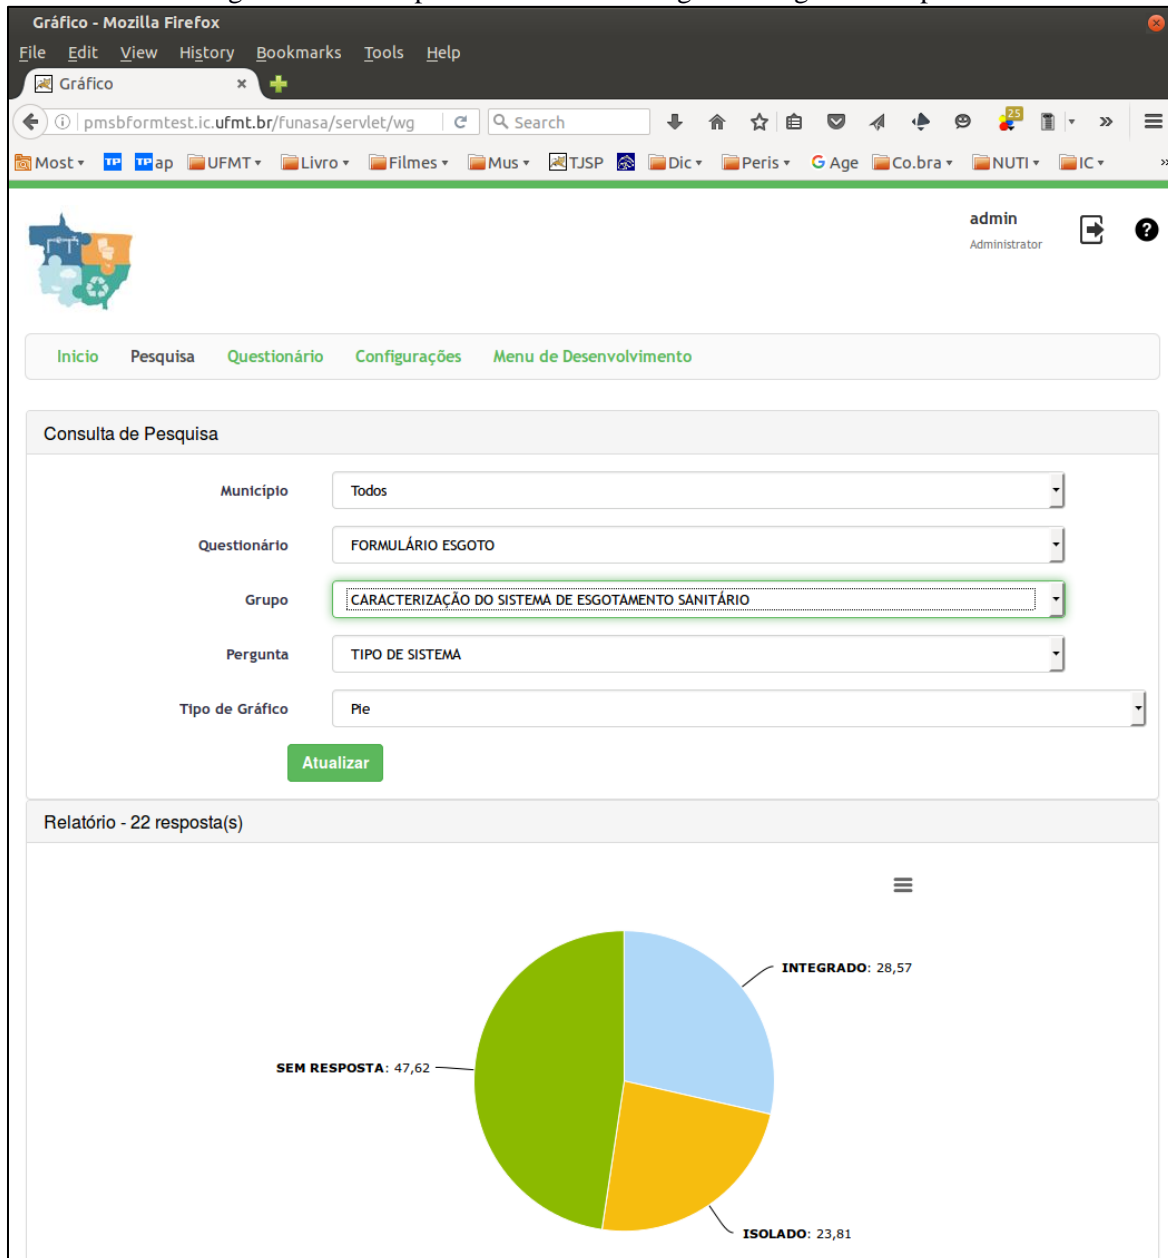 Gráfico - Mozilla Firefox
File Edit View History Bookmarks Tools Help
Gráfico
pmsbformtest.ic.ufmt.br/funasa/servlet/wg Search 25
Most TP TP ap UFMT Livro Filmes Mus TJSP Dic Peris G Age Co.bra NUTI IC
admin
Administrator
Inicio Pesquisa Questionário Configurações Menu de Desenvolvimento
Consulta de Pesquisa
Município Todos
Questionário FORMULÁRIO ESGOTO
Grupo CARACTERIZAÇÃO DO SISTEMA DE ESGOTAMENTO SANITÁRIO
Pergunta TIPO DE SISTEMA
Tipo de Gráfico Pie
Atualizar
Relatório - 22 resposta(s)
INTEGRADO: 28,57
SEM RESPOSTA: 47,62
ISOLADO: 23,81